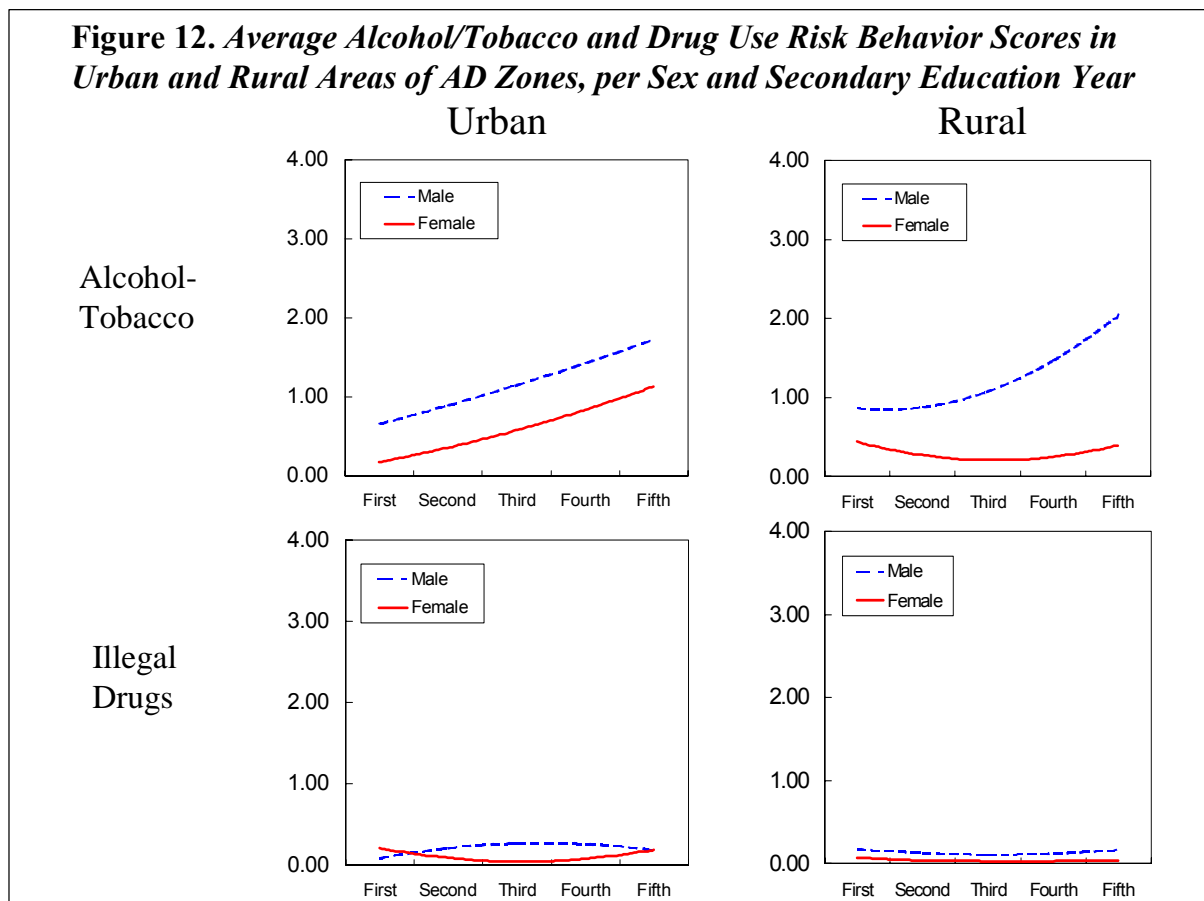 Figure 12. Average Alcohol/Tobacco and Drug Use Risk Behavior Scores in
Urban and Rural Areas of AD Zones, per Sex and Secondary Education Year
Urban
Rural
Alcohol-
Tobacco
4.00
3.00
2.00
1.00
0.00
Male
Female
First Second Third Fourth Fifth
4.00
3.00
2.00
1.00
0.00
Male
Female
First Second Third Fourth Fifth
Illegal
Drugs
4.00
3.00
2.00
1.00
0.00
Male
Female
First Second Third Fourth Fifth
4.00
3.00
2.00
1.00
0.00
Male
Female
First Second Third Fourth Fifth